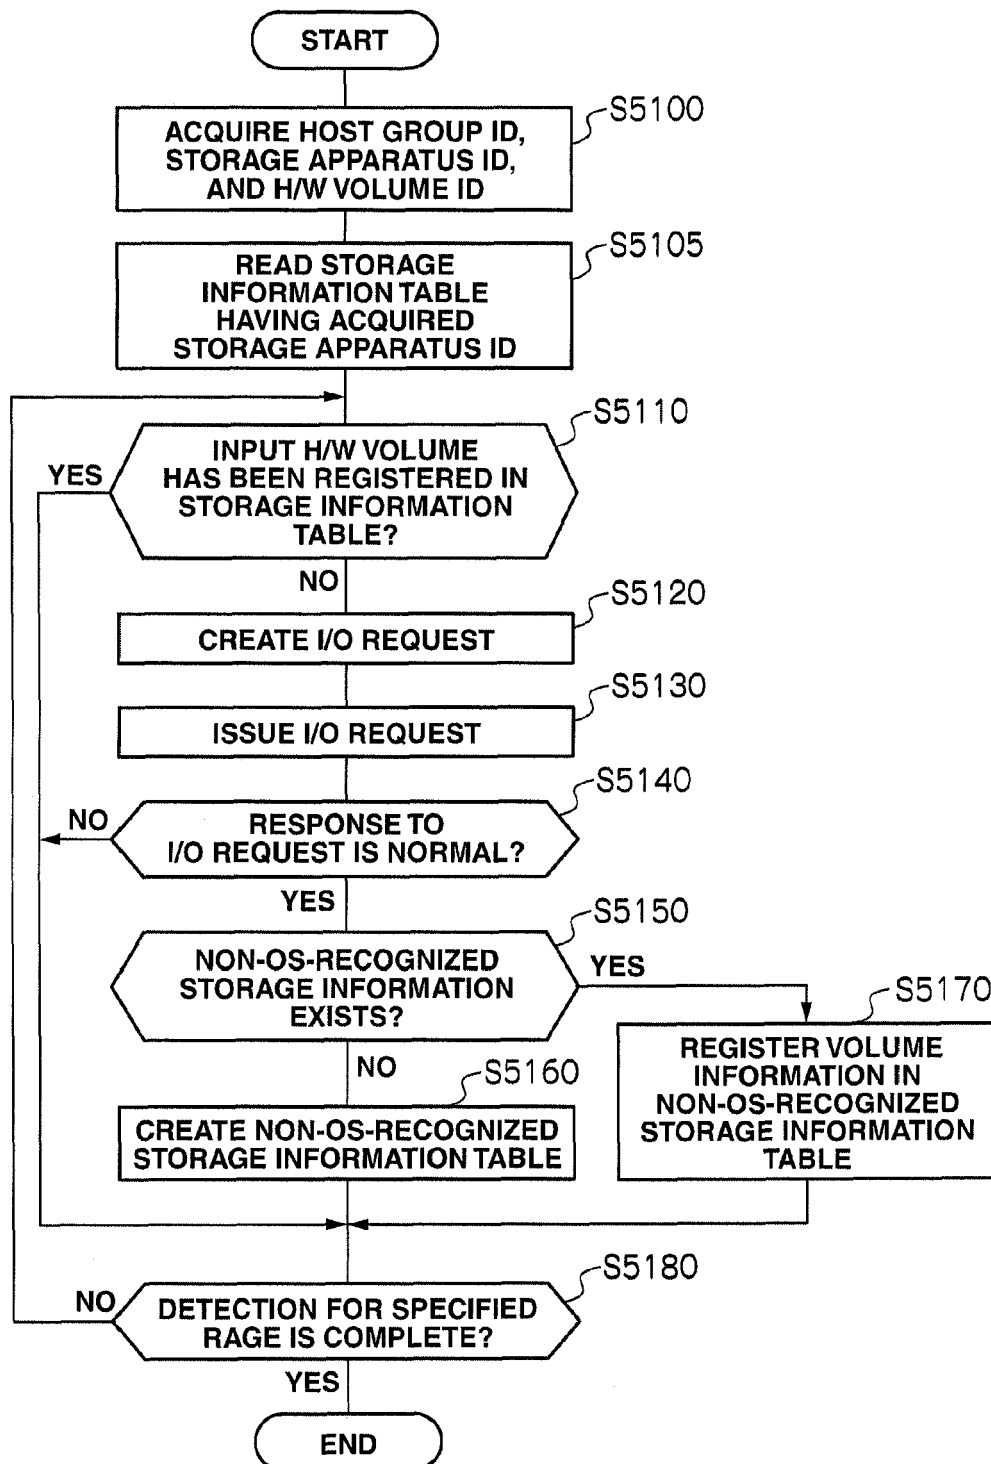 START
S5100
ACQUIRE HOST GROUP ID,
STORAGE APPARATUS ID,
AND H/W VOLUME ID
S5105
READ STORAGE
INFORMATION TABLE
HAVING ACQUIRED
STORAGE APPARATUS ID
S5110
INPUT H/W VOLUME
HAS BEEN REGISTERED IN
STORAGE INFORMATION
TABLE?
YES
NO
S5120
CREATE I/O REQUEST
S5130
ISSUE I/O REQUEST
S5140
RESPONSE TO
I/O REQUEST IS NORMAL?
NO
YES
S5150
NON-OS-RECOGNIZED
STORAGE INFORMATION
EXISTS?
YES
NO
S5170
REGISTER VOLUME
INFORMATION IN
NON-OS-RECOGNIZED
STORAGE INFORMATION
TABLE
S5160
CREATE NON-OS-RECOGNIZED
STORAGE INFORMATION TABLE
S5180
DETECTION FOR SPECIFIED
RAGE IS COMPLETE?
NO
YES
END